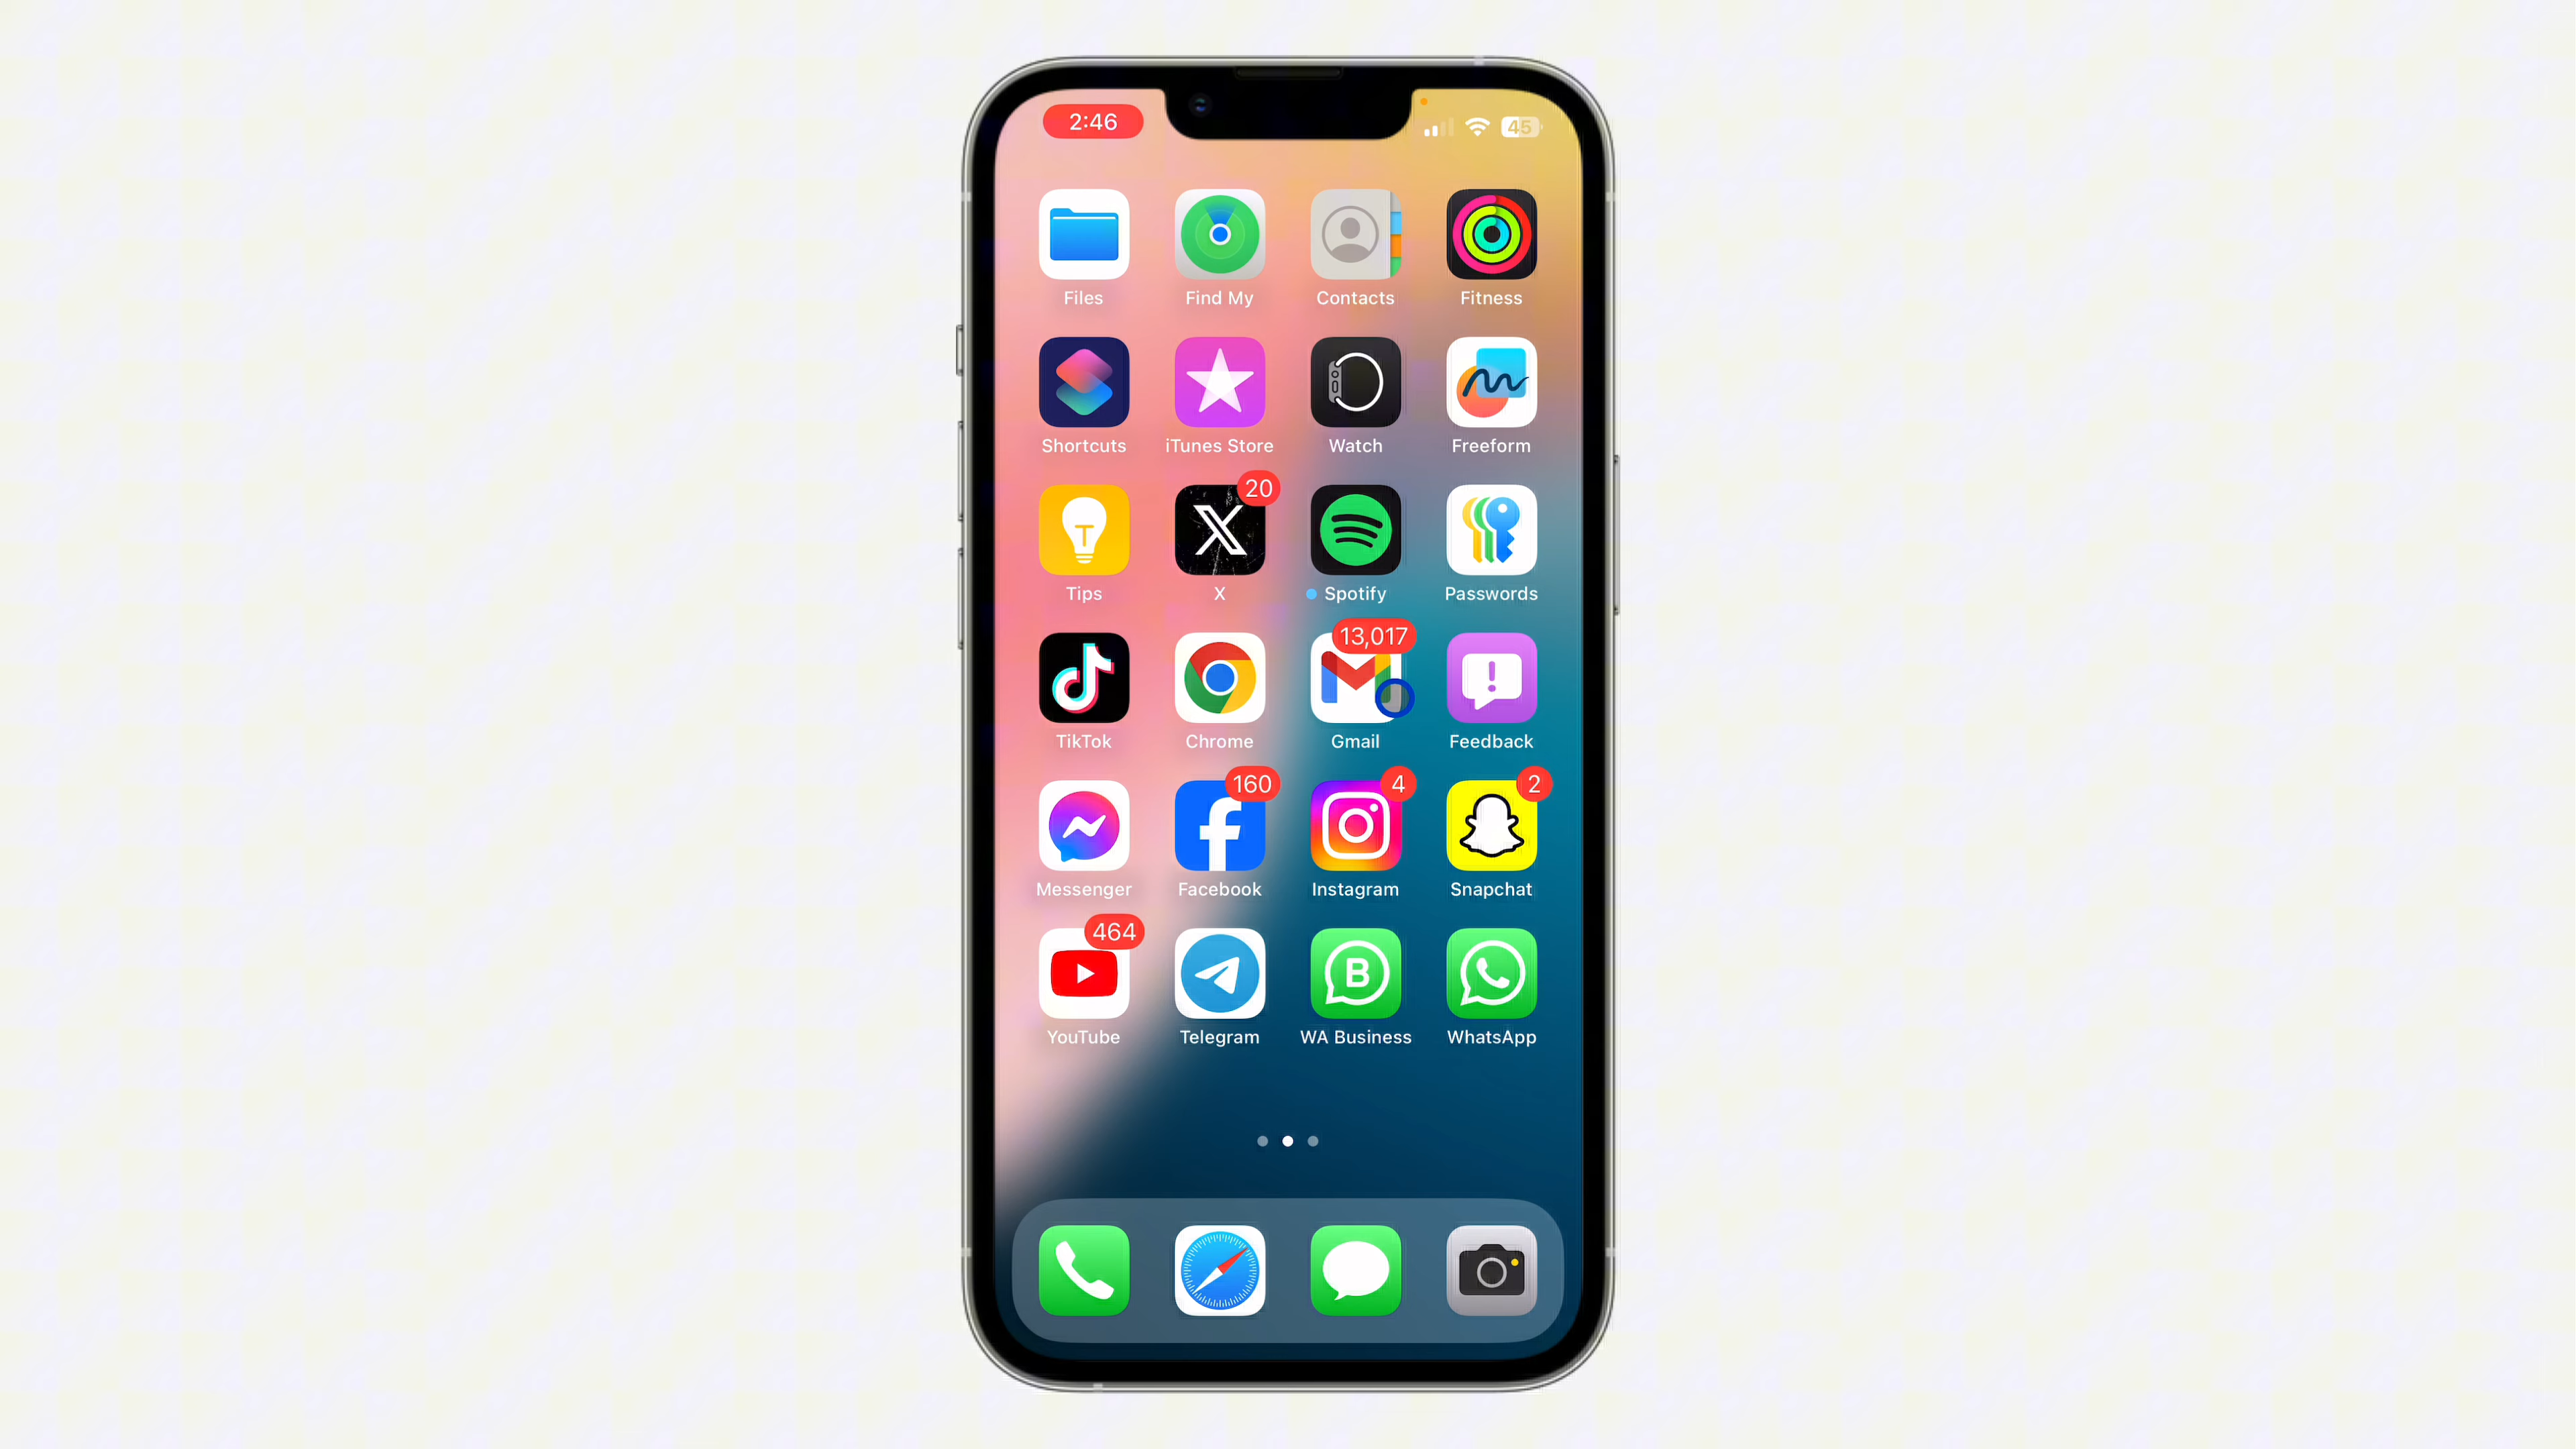 2:46
45
Files Find My Contacts Fitness
Shortcuts iTunes Store Watch Freeform
20
Tips X Spotify Passwords
13,017
TikTok Chrome Gmail Feedback
160 4 2
Messenger Facebook Instagram Snapchat
464
YouTube Telegram WA Business WhatsApp